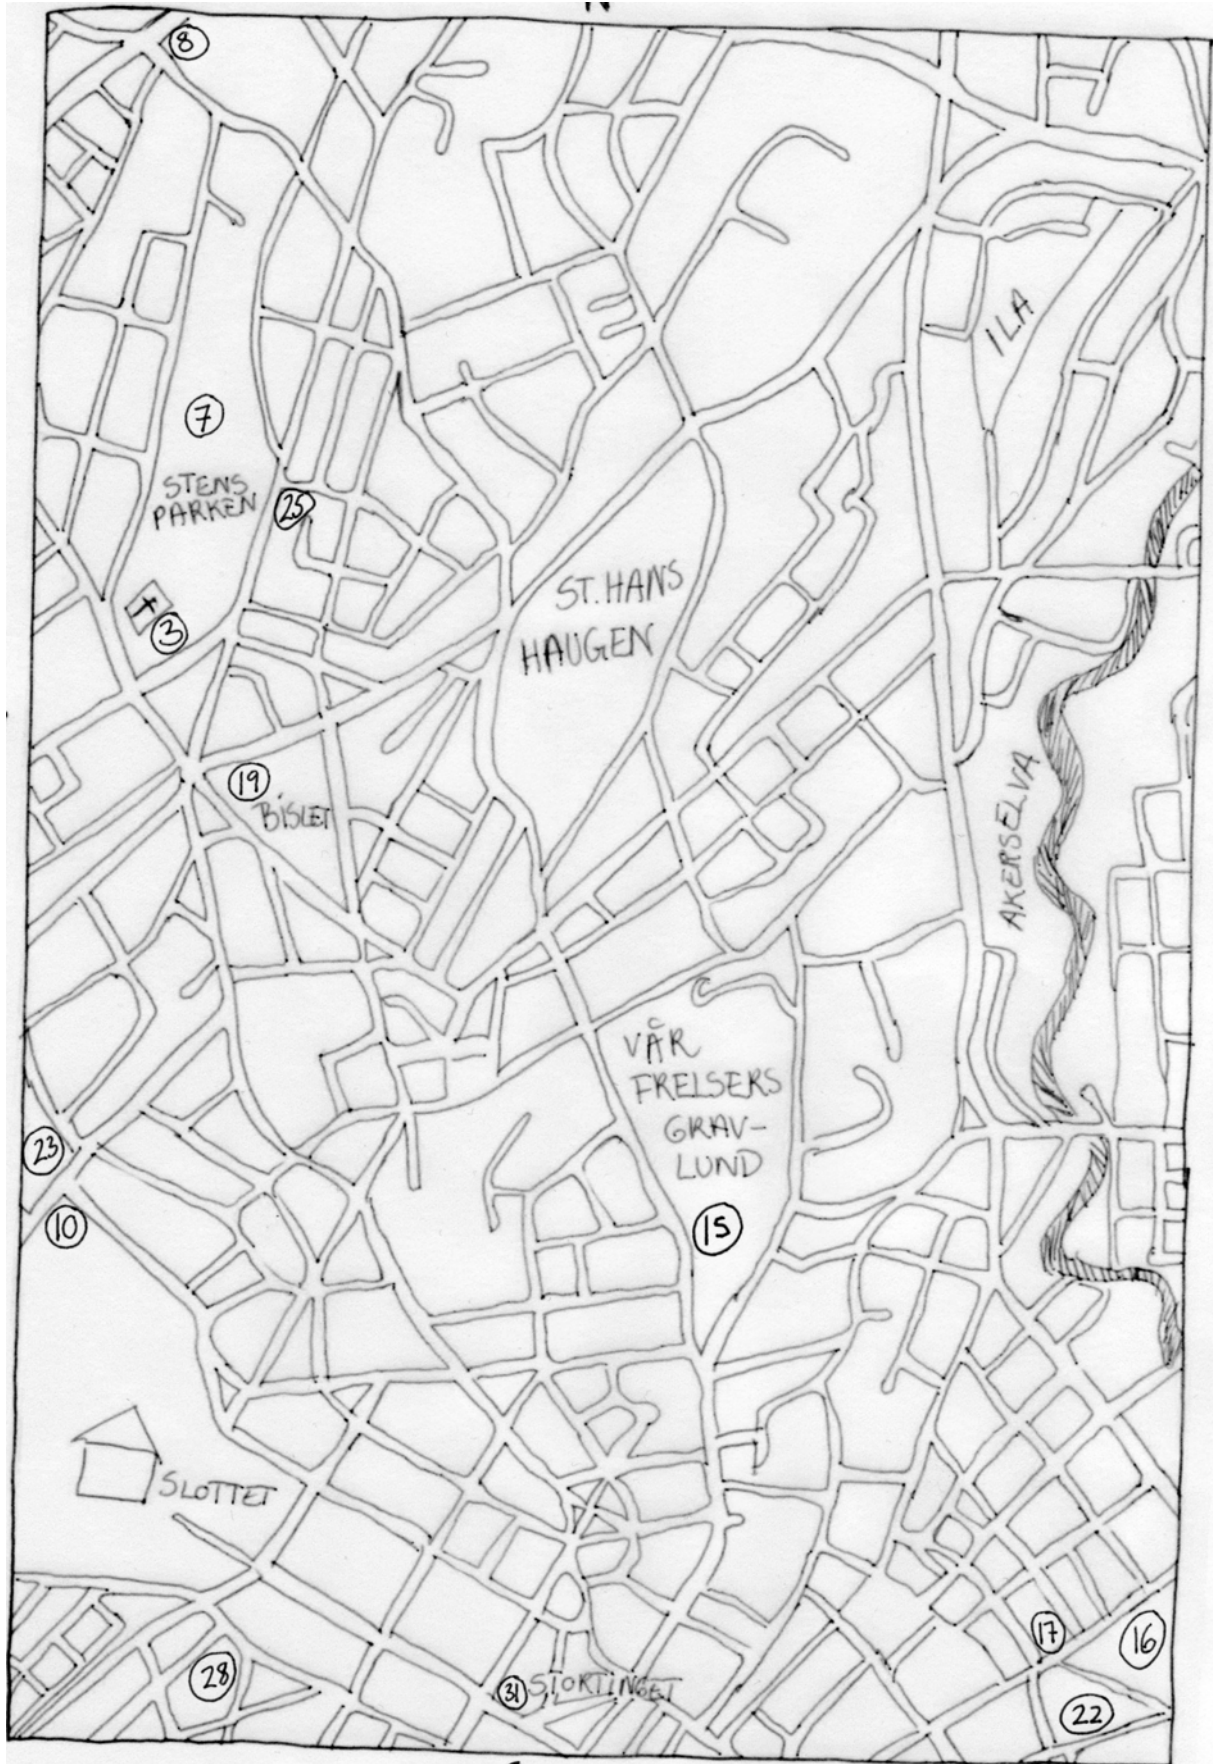 N
8
ILA
7
STENS
PARKEN
25
ST. HANS
HAUGEN
3
19
BISLET
AKERSELVA
VÅR
FRELSERS
GRAV-
LUND
23
10
15
SLOTTET
17
16
28
31
STORTINGET
22